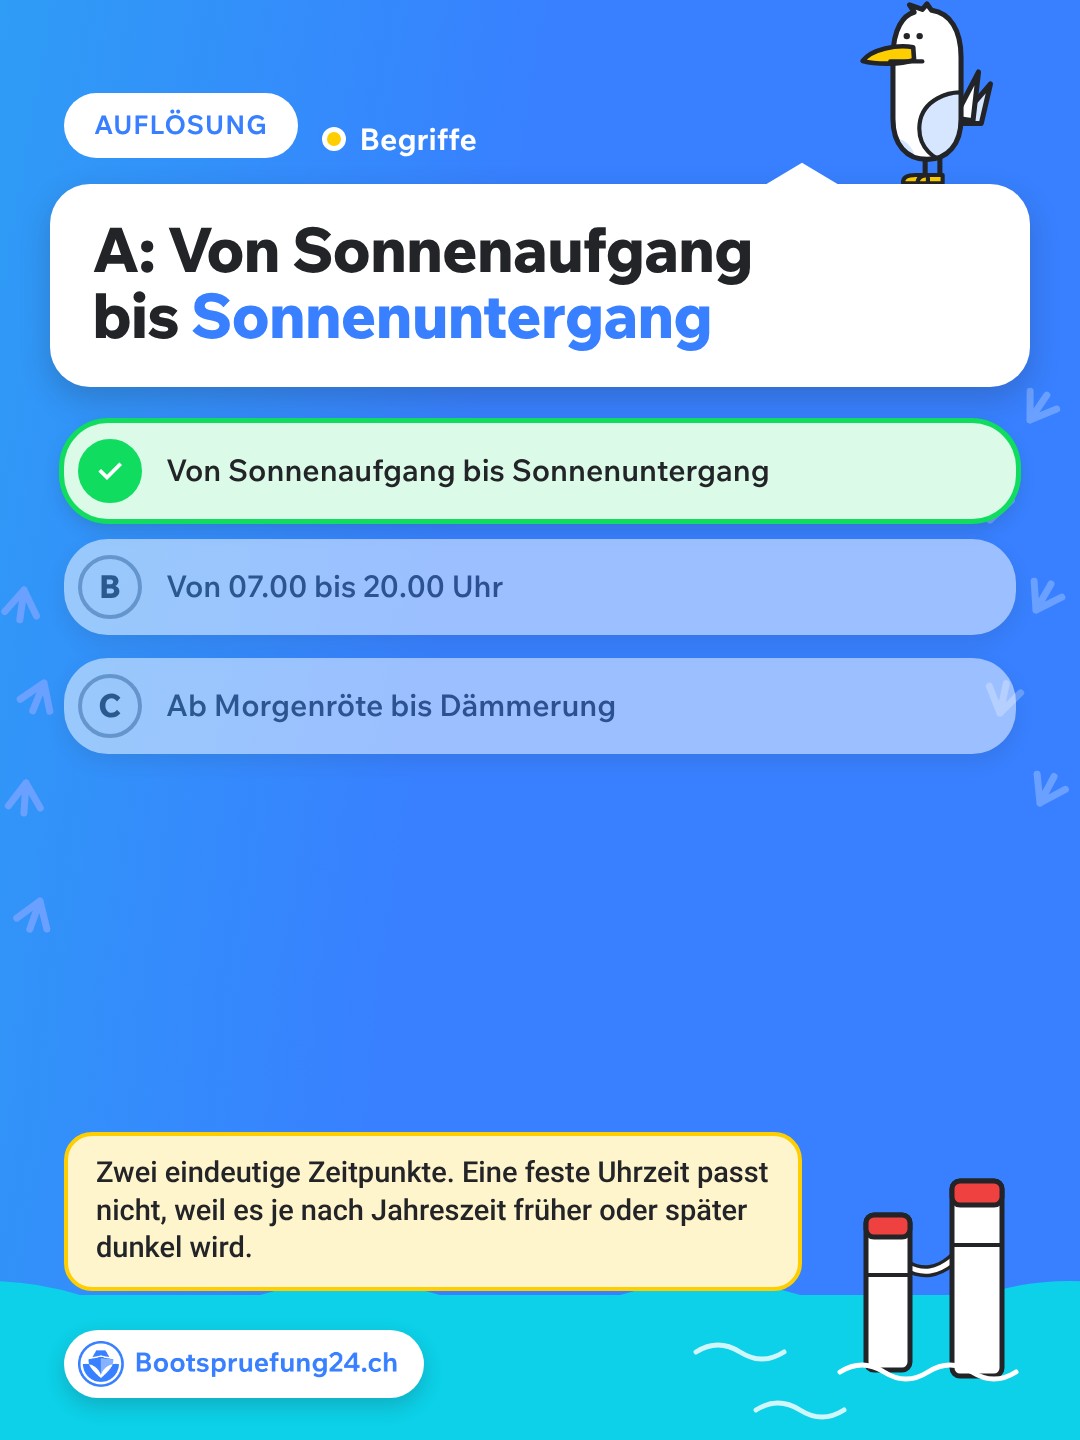 AUFLÖSUNG
Begriffe
A: Von Sonnenaufgang
bis Sonnenuntergang
Von Sonnenaufgang bis Sonnenuntergang
B Von 07.00 bis 20.00 Uhr
C Ab Morgenröte bis Dämmerung
Zwei eindeutige Zeitpunkte. Eine feste Uhrzeit passt
nicht, weil es je nach Jahreszeit früher oder später
dunkel wird.
Bootspruefung24.ch